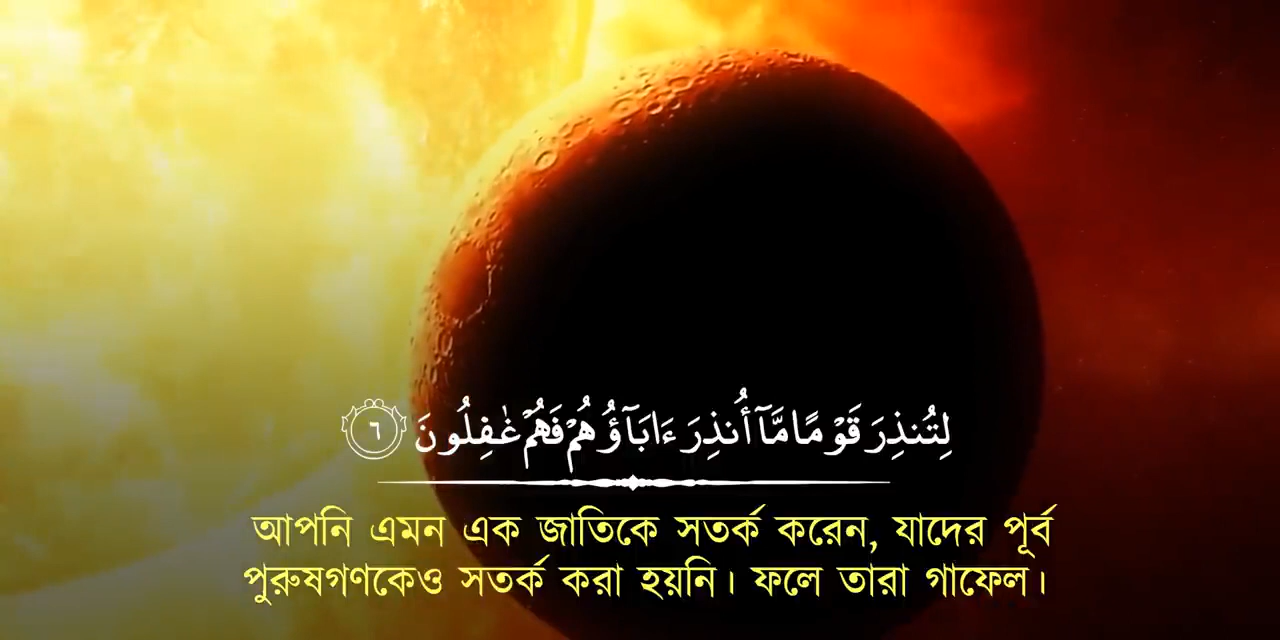 لِتُنذِرَ قَوْمًا مَّآ أُنذِرَ ءَابَآؤُهُمْ فَهُمْ غَٰفِلُونَ ٦
আপনি এমন এক জাতিকে সতর্ক করেন, যাদের পূর্ব
পুরুষগণকেও সতর্ক করা হয়নি। ফলে তারা গাফেল।